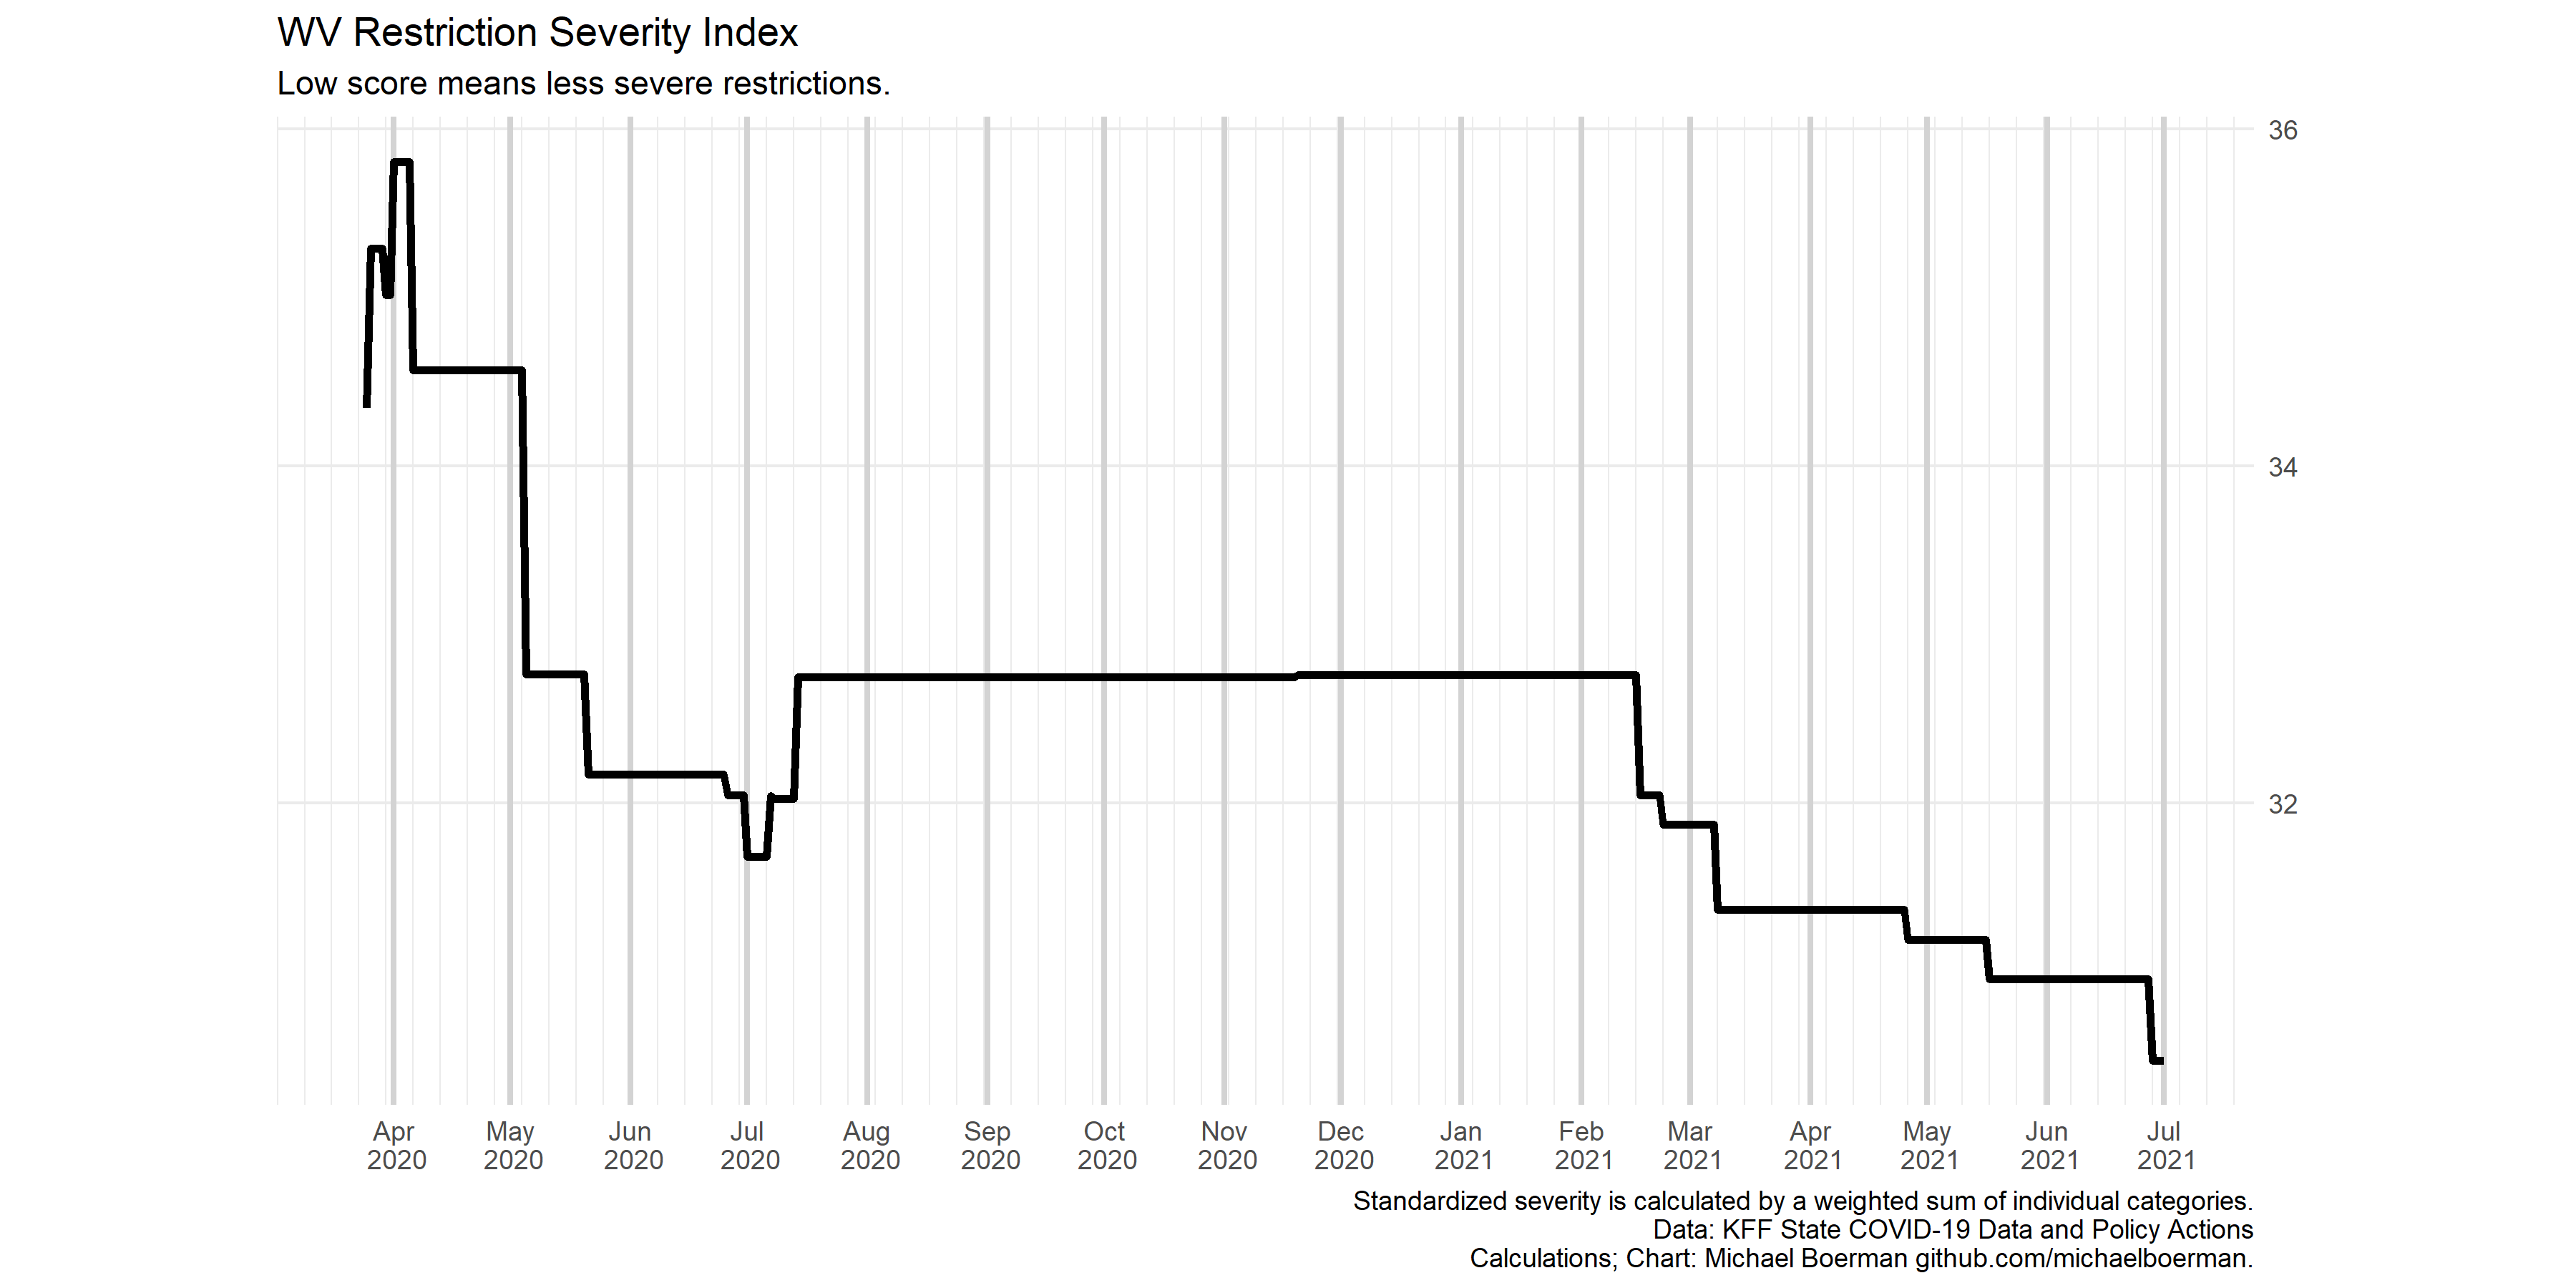 WV Restriction Severity Index
Low score means less severe restrictions.
36
34
32
Apr May Jun Jul Aug Sep Oct Nov Dec Jan Feb Mar Apr May Jun Jul
2020 2020 2020 2020 2020 2020 2020 2020 2020 2021 2021 2021 2021 2021 2021 2021
Standardized severity is calculated by a weighted sum of individual categories.
Data: KFF State COVID-19 Data and Policy Actions
Calculations; Chart: Michael Boerman github.com/michaelboerman.